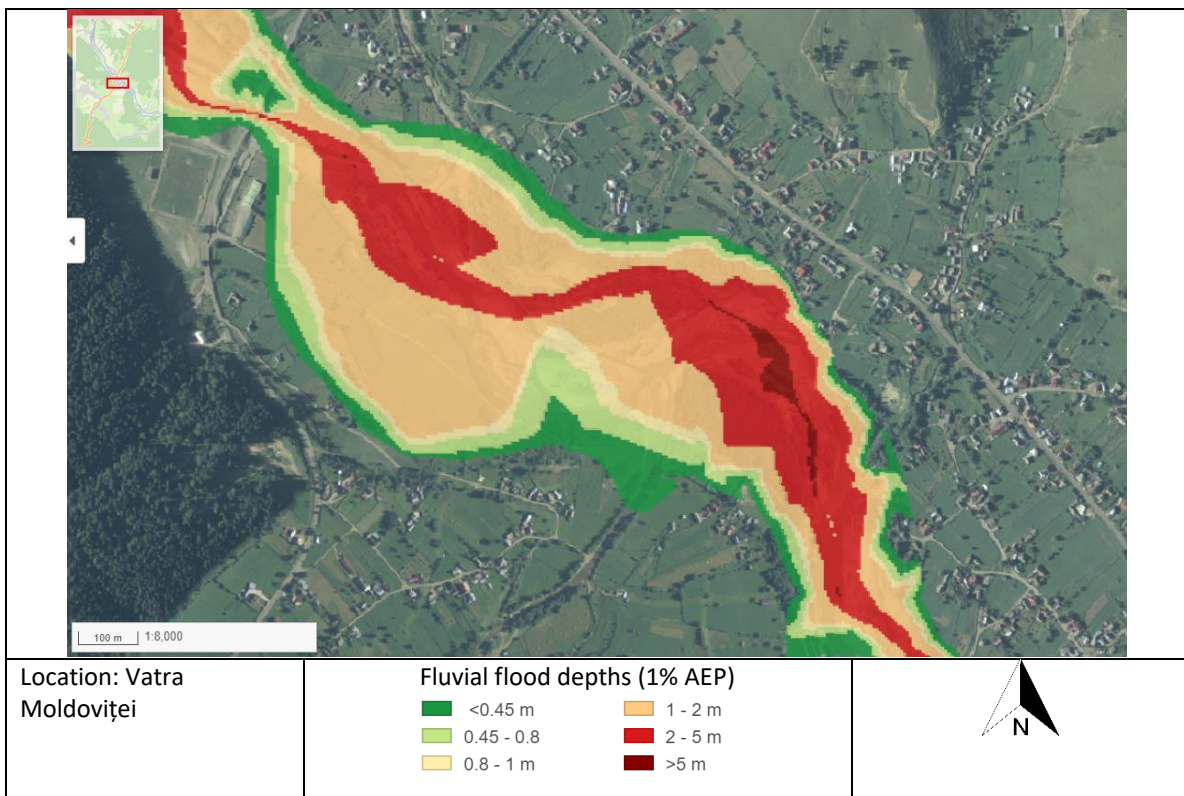 100 m 1:8,000
Location: Vatra
Moldoviței
Fluvial flood depths (1% AEP)
<0.45 m
1 - 2 m
0.45 - 0.8
2 - 5 m
0.8 - 1 m
>5 m
N